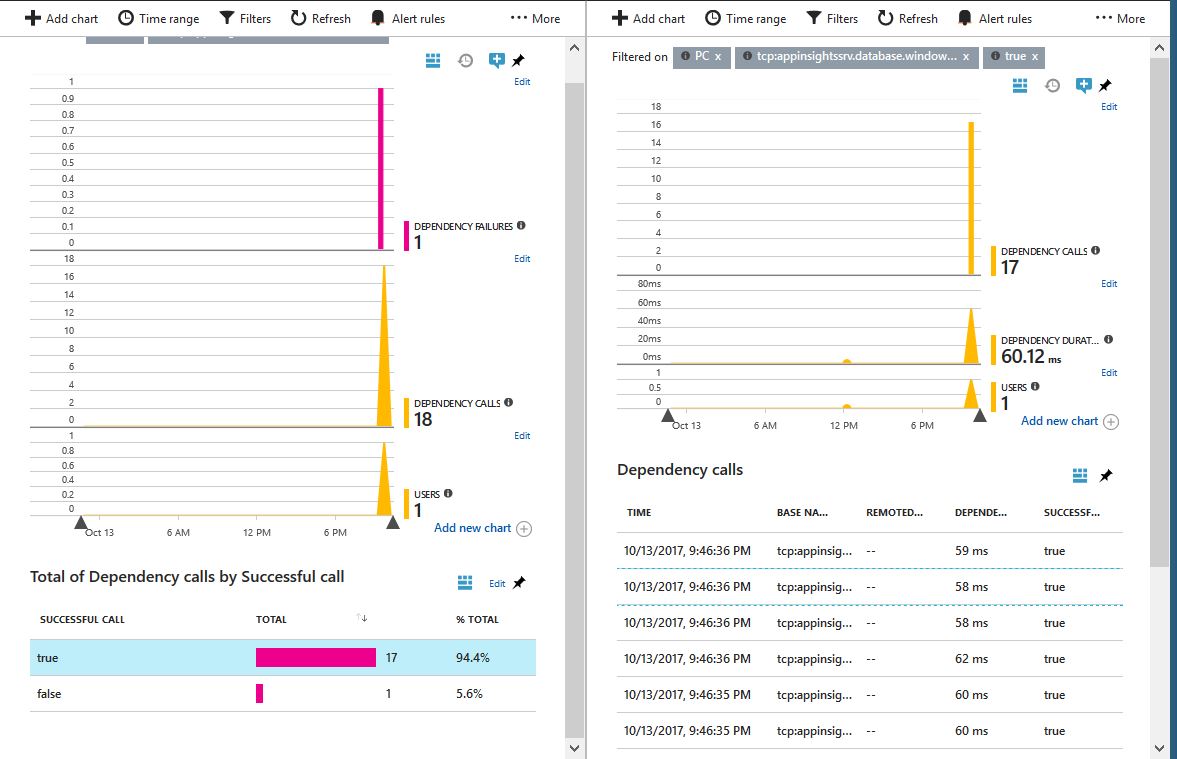 Add chart Time range Filters Refresh Alert rules ··· More
Edit
1
0.9
0.8
0.7
0.6
0.5
0.4
0.3
0.2
0.1
0
DEPENDENCY FAILURES
1
Edit
18
16
14
12
10
8
6
4
2
0
DEPENDENCY CALLS
18
Edit
1
0.8
0.6
0.4
0.2
0
USERS
1
Oct 13 6 AM 12 PM 6 PM
Add new chart
Total of Dependency calls by Successful call
Edit
SUCCESSFUL CALL TOTAL % TOTAL
true 17 94.4%
false 1 5.6%
Add chart Time range Filters Refresh Alert rules ··· More
Filtered on PC x tcp:appinsightssrv.database.window... x true x
Edit
18
16
14
12
10
8
6
4
2
0
DEPENDENCY CALLS
17
Edit
80ms
60ms
40ms
20ms
0ms
DEPENDENCY DURAT...
60.12 ms
Edit
1
0.5
0
USERS
1
Oct 13 6 AM 12 PM 6 PM
Add new chart
Dependency calls
TIME BASE NA... REMOTED... DEPENDE... SUCCESSF...
10/13/2017, 9:46:36 PM tcp:appinsig... -- 59 ms true
10/13/2017, 9:46:36 PM tcp:appinsig... -- 58 ms true
10/13/2017, 9:46:36 PM tcp:appinsig... -- 58 ms true
10/13/2017, 9:46:36 PM tcp:appinsig... -- 62 ms true
10/13/2017, 9:46:35 PM tcp:appinsig... -- 60 ms true
10/13/2017, 9:46:35 PM tcp:appinsig... -- 60 ms true